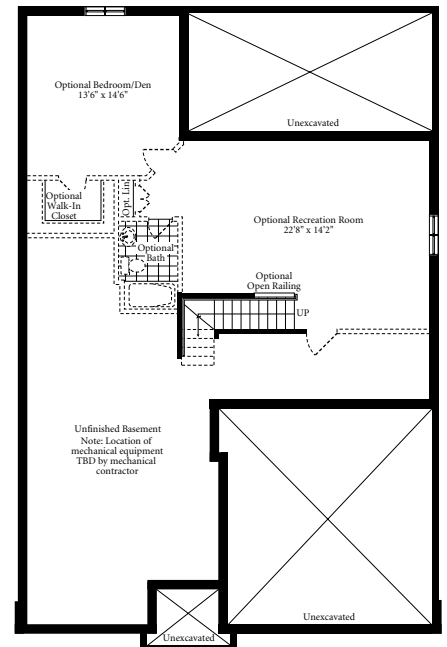 Optional Bedroom/Den
13'6" x 14'6"
Unexcavated
Optional
Walk-In
Closet
Opt. Lin.
Optional
Bath
Optional Recreation Room
22'8" x 14'2"
Optional
Open Railing
UP
Unfinished Basement
Note: Location of
mechanical equipment
TBD by mechanical
contractor
Unexcavated
Unexcavated